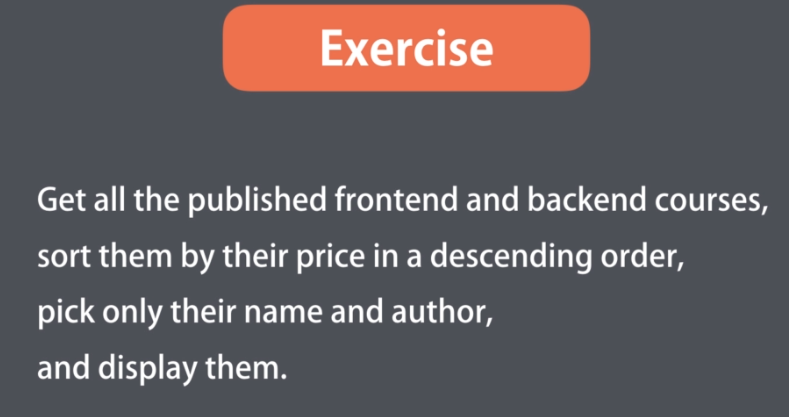 Exercise
Get all the published frontend and backend courses,
sort them by their price in a descending order,
pick only their name and author,
and display them.